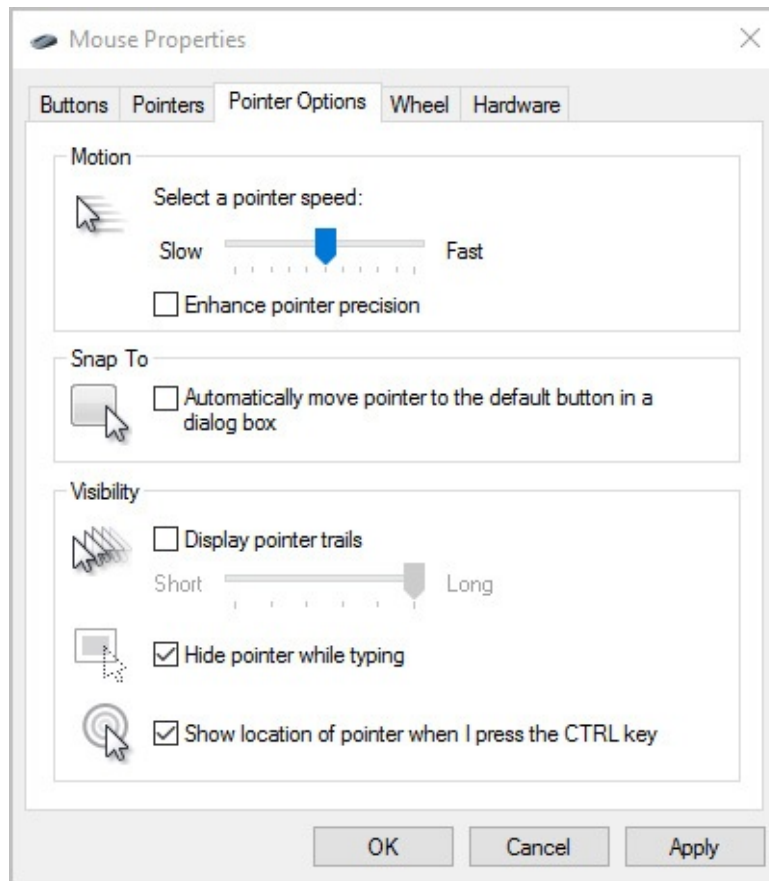 Mouse Properties
Buttons Pointers Pointer Options Wheel Hardware
Motion
Select a pointer speed:
Slow Fast
Enhance pointer precision
Snap To
Automatically move pointer to the default button in a
dialog box
Visibility
Display pointer trails
Short Long
Hide pointer while typing
Show location of pointer when I press the CTRL key
OK Cancel Apply